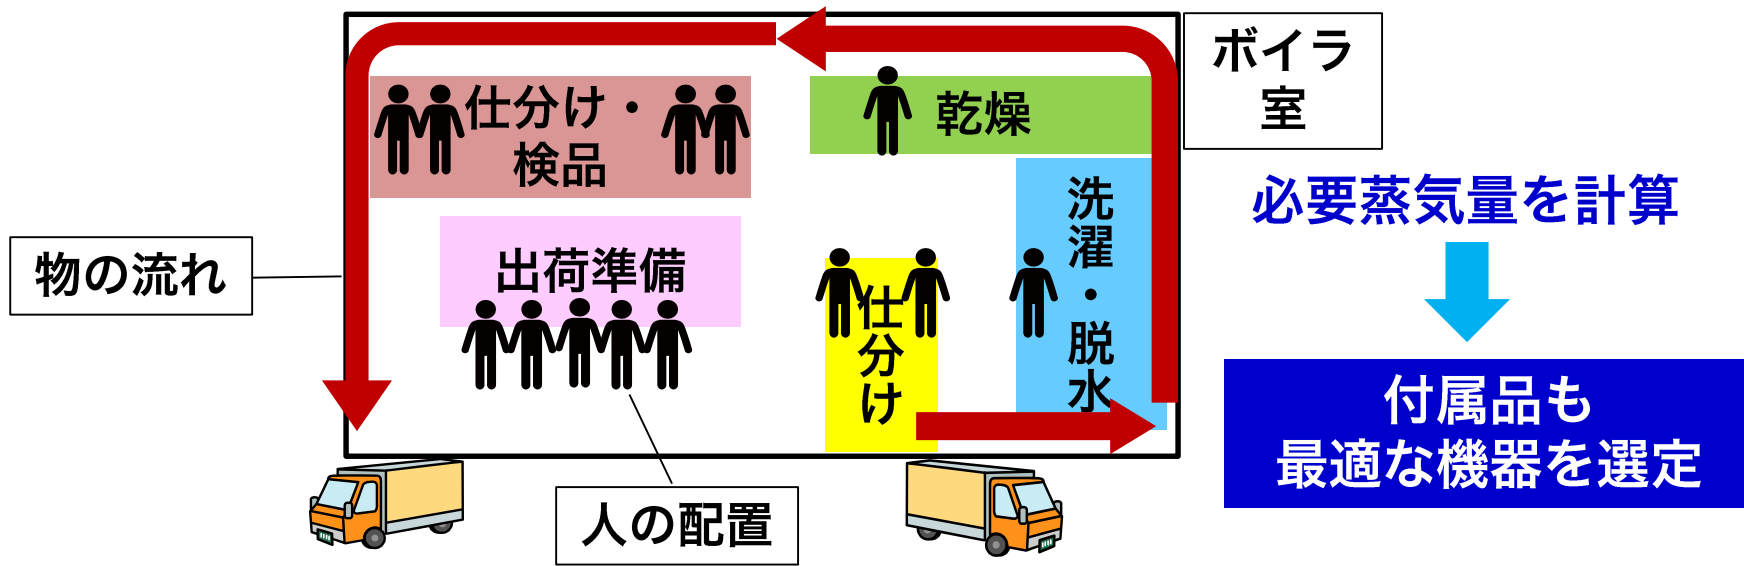 ボイラ
室
仕分け・
検品
乾燥
洗濯・脱水
必要蒸気量を計算
物の流れ
出荷準備
仕分け
付属品も
最適な機器を選定
人の配置